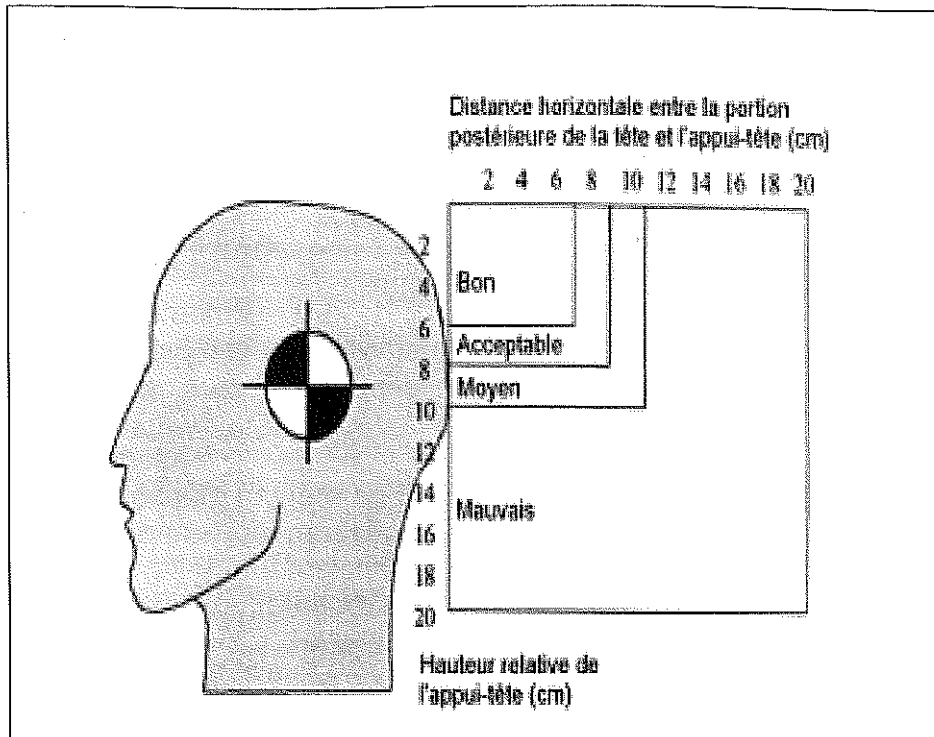 Distance horizontale entre la portion
postérieure de la tête et l'appui-tête (cm)
2 4 6 8 10 12 14 16 18 20
2
4
6
8
10
12
14
16
18
20
Bon
Acceptable
Moyen
Mauvais
Hauteur relative de
l'appui-tête (cm)